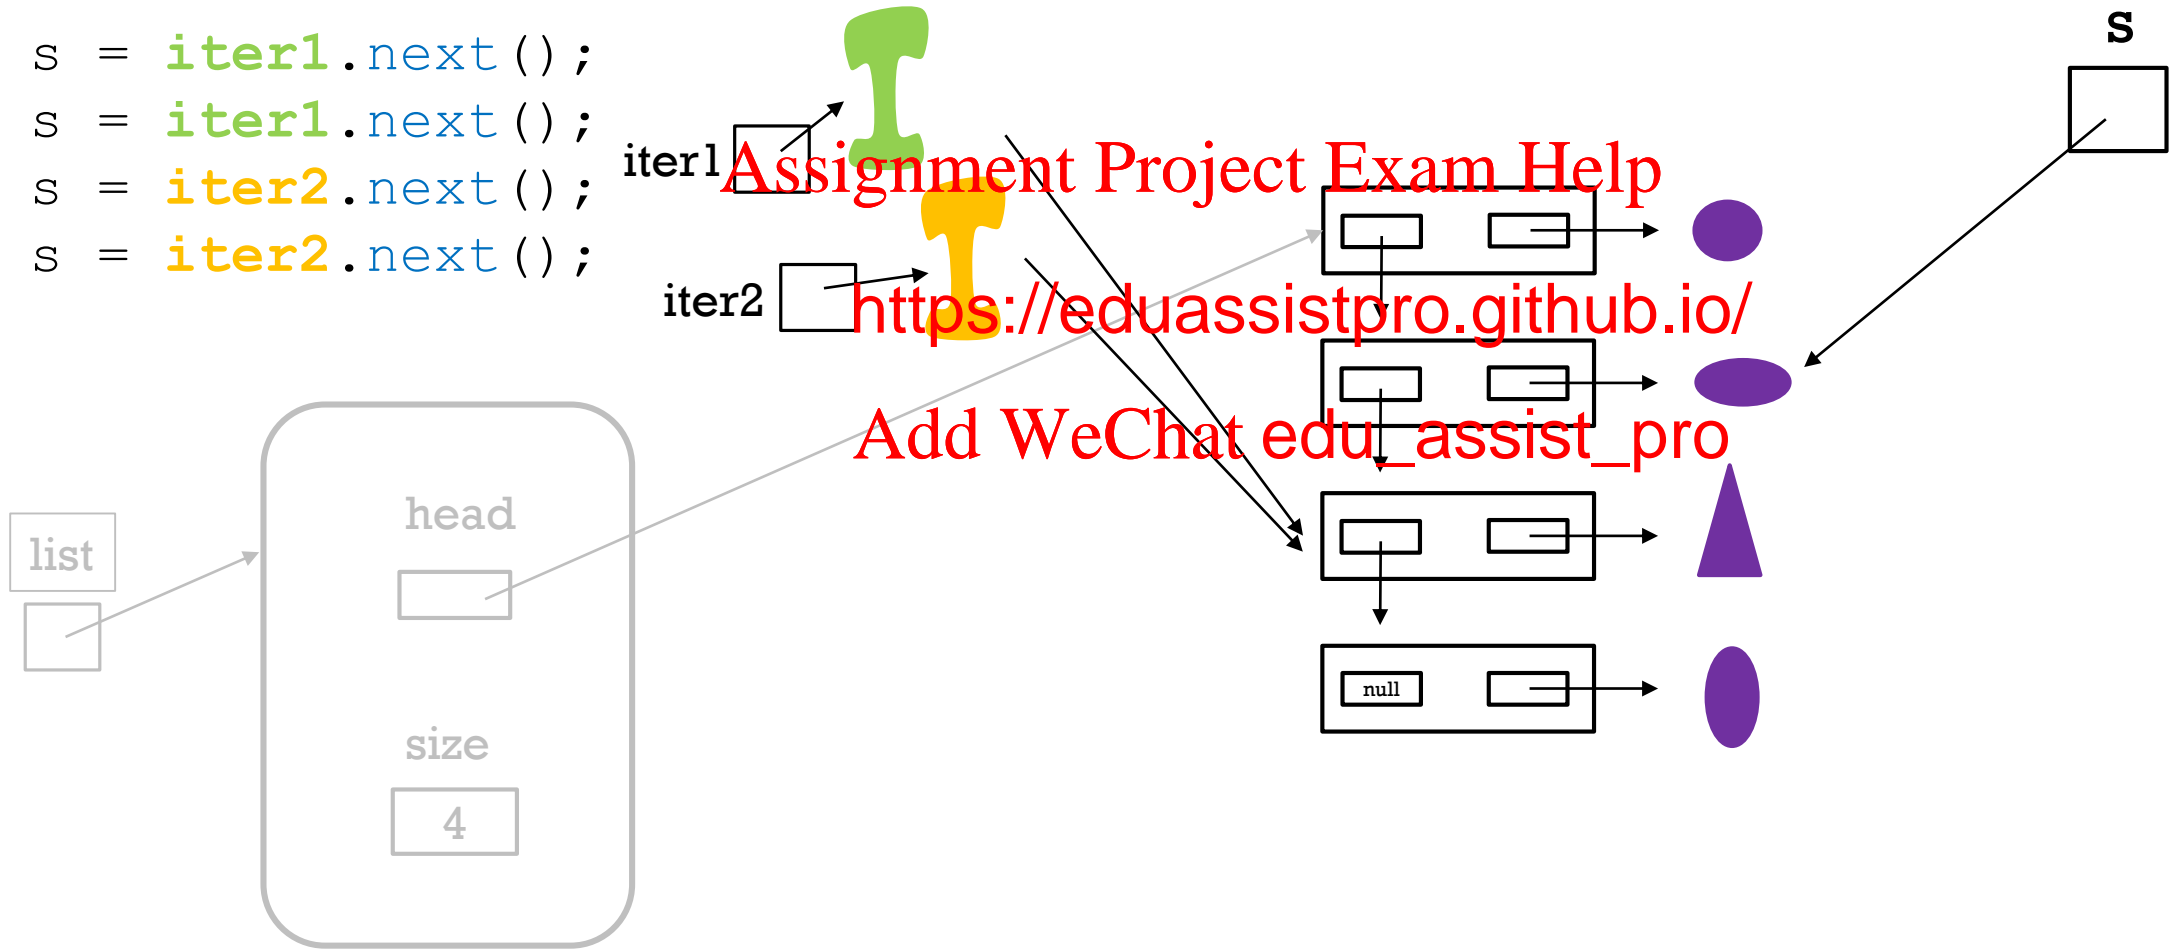 s = iter1.next();
s = iter1.next();
s = iter2.next();
s = iter2.next();
s
iter1
Assignment Project Exam Help
iter2
https://eduassistpro.github.io/
Add WeChat edu_assist_pro
head
list
null
size
4